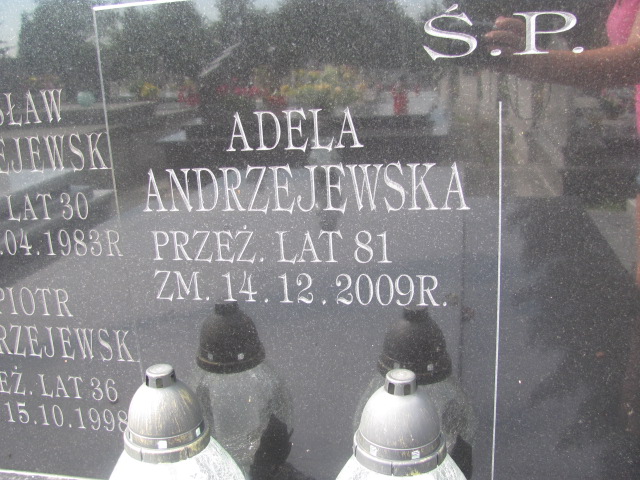 Ś.P.
ADELA
ANDRZEJEWSKA
PRZEŻ. LAT 81
ZM. 14.12.2009R.
SŁAW
EJEWSK
LAT 30
.04.1983R
PIOTR
RZEJEWSK
EŻ. LAT 36
15.10.1998